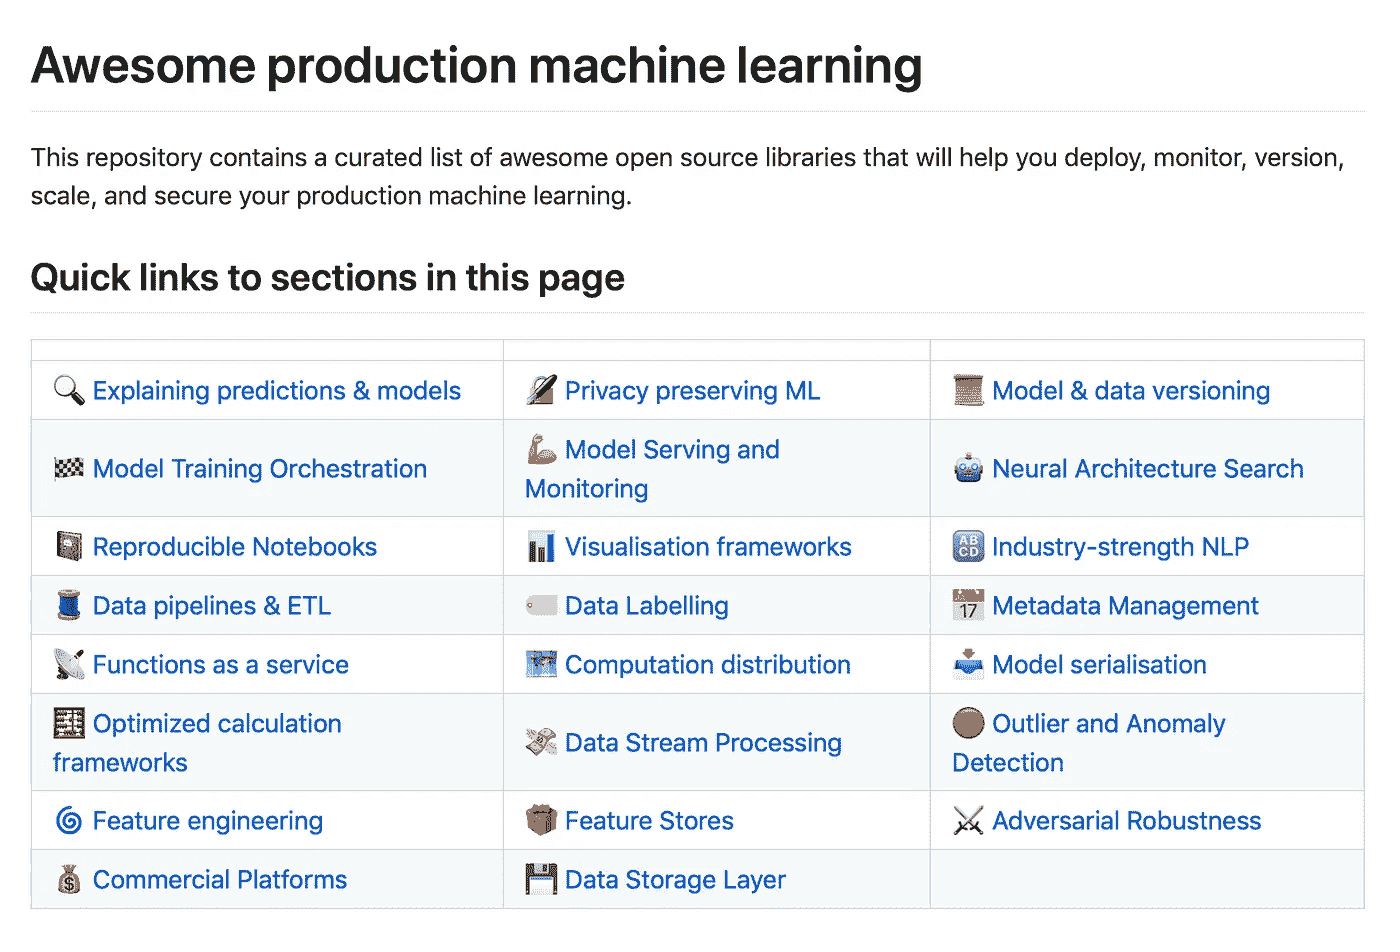 Awesome production machine learning
This repository contains a curated list of awesome open source libraries that will help you deploy, monitor, version,
scale, and secure your production machine learning.
Quick links to sections in this page
Explaining predictions & models
Privacy preserving ML
Model & data versioning
Model Training Orchestration
Model Serving and
Monitoring
Neural Architecture Search
Reproducible Notebooks
Visualisation frameworks
ABCD Industry-strength NLP
Data pipelines & ETL
Data Labelling
17 Metadata Management
Functions as a service
Computation distribution
Model serialisation
Optimized calculation
frameworks
Data Stream Processing
Outlier and Anomaly
Detection
Feature engineering
Feature Stores
Adversarial Robustness
$ Commercial Platforms
Data Storage Layer